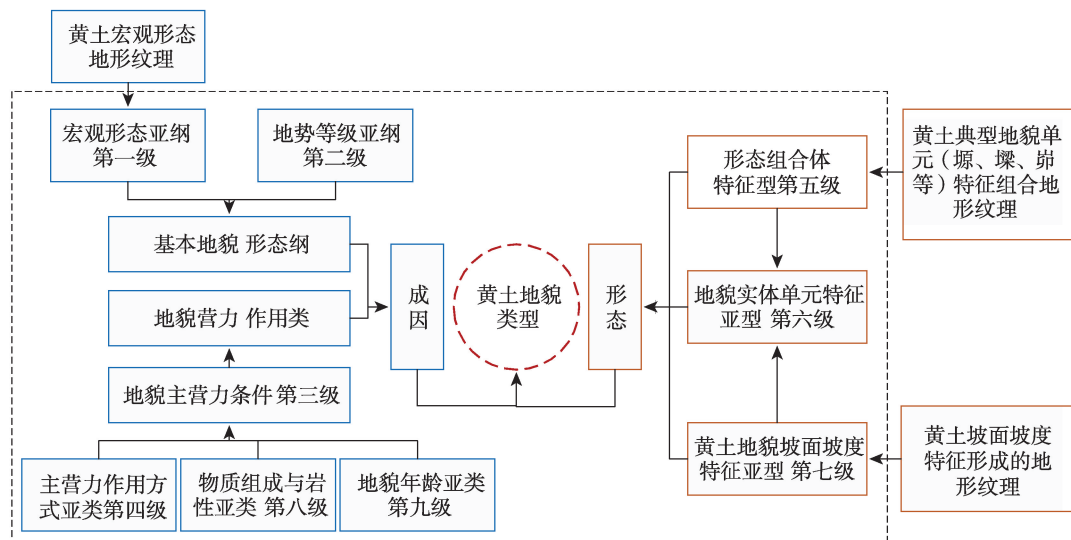 黄土宏观形态
地形纹理
宏观形态亚纲
第一级
地势等级亚纲
第二级
基本地貌 形态纲
地貌营力 作用类
地貌主营力条件 第三级
主营力作用方
式亚类第四级
物质组成与岩
性亚类 第八级
地貌年龄亚类
第九级
成
因
黄土地貌
类型
形
态
形态组合体
特征型第五级
地貌实体单元特征
亚型 第六级
黄土地貌坡面坡度
特征亚型 第七级
黄土典型地貌单
元（塬、墚、峁
等）特征组合地
形纹理
黄土坡面坡度
特征形成的地
形纹理